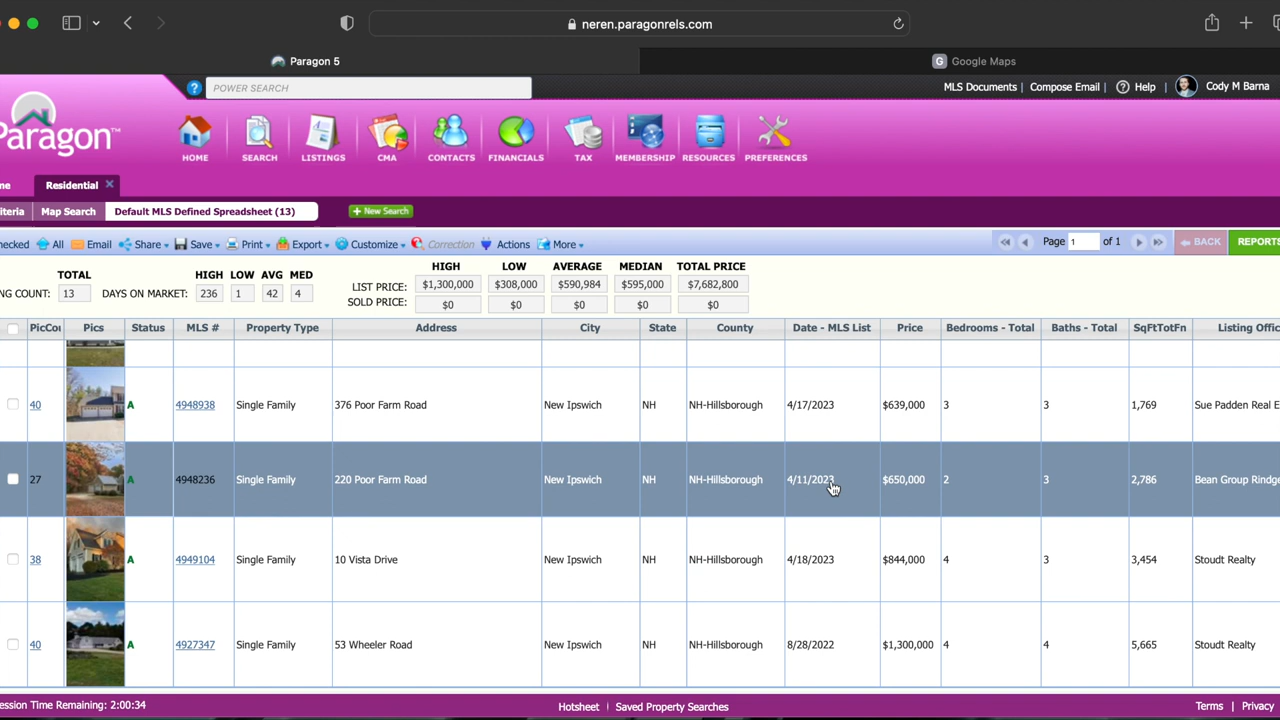 neren.paragonrels.com
Paragon 5
G Google Maps
? POWER SEARCH
MLS Documents | Compose Email | ? Help | Cody M Barna
Paragon™
HOME SEARCH LISTINGS CMA CONTACTS FINANCIALS TAX MEMBERSHIP RESOURCES PREFERENCES
me Residential X
iteria Map Search Default MLS Defined Spreadsheet (13) + New Search
hecked All Email Share Save Print Export Customize Correction Actions More Page 1 of 1 BACK REPORTS
TOTAL HIGH LOW AVG MED HIGH LOW AVERAGE MEDIAN TOTAL PRICE
NG COUNT: 13 DAYS ON MARKET: 236 1 42 4 LIST PRICE: $1,300,000 $308,000 $590,984 $595,000 $7,682,800
SOLD PRICE: $0 $0 $0 $0 $0
PicCou Pics Status MLS # Property Type Address City State County Date - MLS List Price Bedrooms - Total Baths - Total SqFtTotFn Listing Offic
40 A 4948938 Single Family 376 Poor Farm Road New Ipswich NH NH-Hillsborough 4/17/2023 $639,000 3 3 1,769 Sue Padden Real E
27 A 4948236 Single Family 220 Poor Farm Road New Ipswich NH NH-Hillsborough 4/11/2023 $650,000 2 3 2,786 Bean Group Rindge
38 A 4949104 Single Family 10 Vista Drive New Ipswich NH NH-Hillsborough 4/18/2023 $844,000 4 3 3,454 Stoudt Realty
40 A 4927347 Single Family 53 Wheeler Road New Ipswich NH NH-Hillsborough 8/28/2022 $1,300,000 4 4 5,665 Stoudt Realty
ession Time Remaining: 2:00:34 Hotsheet | Saved Property Searches Terms | Privacy